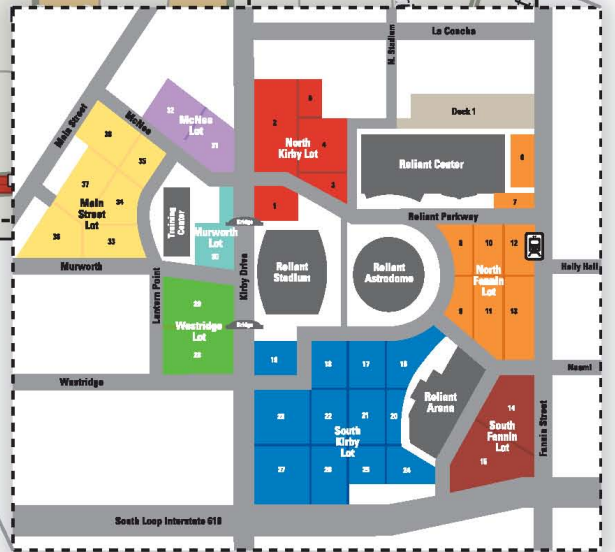 La Concha
N. Stadium
Main Street
McNee
32
McNee
Lot
31
2
5
North
Kirby Lot
4
3
1
Deck 1
Reliant Center
6
7
38
35
37
34
Main
Street
Lot
36
33
Training
Center
Murworth
Lot
30
Bridge
Reliant Parkway
Murworth
Lantern Point
Kirby Drive
Reliant
Stadium
Reliant
Astrodome
8
10
12
North
Fannin
Lot
9
11
13
Holly Hall
29
Westridge
Lot
28
Bridge
Westridge
Naomi
18
17
19
Reliant
Arena
22
21
20
South
Kirby
Lot
27
26
25
24
14
South
Fannin
Lot
15
Fannin Street
South Loop Interstate 610